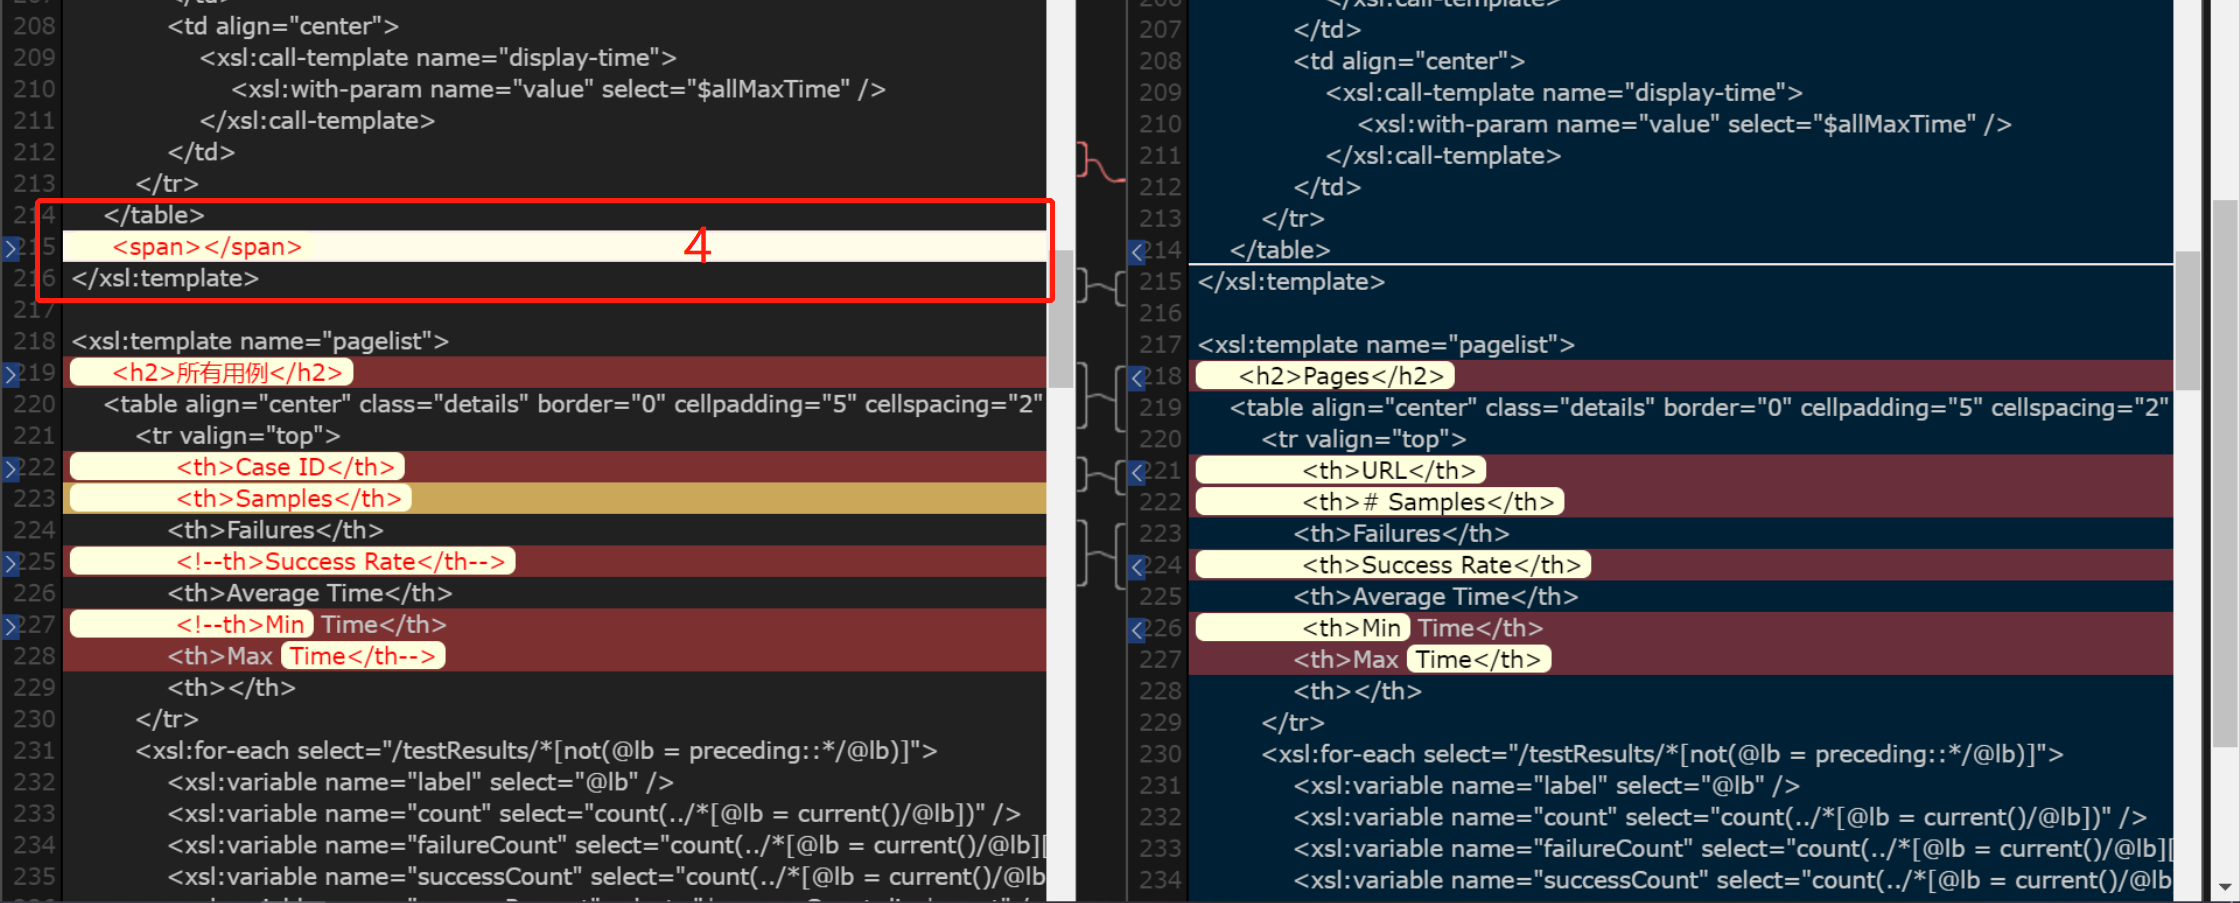 208 <td align="center">
209 <xsl:call-template name="display-time">
210 <xsl:with-param name="value" select="$allMaxTime" />
211 </xsl:call-template>
212 </td>
213 </tr>
214 </table>
215 <span></span>
4
216 </xsl:template>
217
218 <xsl:template name="pagelist">
219 <h2>所有用例</h2>
220 <table align="center" class="details" border="0" cellpadding="5" cellspacing="2"
221 <tr valign="top">
222 <th>Case ID</th>
223 <th>Samples</th>
224 <th>Failures</th>
225 <!--th>Success Rate</th-->
226 <th>Average Time</th>
227 <!--th>Min Time</th>
228 <th>Max Time</th-->
229 <th></th>
230 </tr>
231 <xsl:for-each select="/testResults/*[not(@lb = preceding::*/@lb)]">
232 <xsl:variable name="label" select="@lb" />
233 <xsl:variable name="count" select="count(../*[@lb = current()/@lb])" />
234 <xsl:variable name="failureCount" select="count(../*[@lb = current()/@lb][
235 <xsl:variable name="successCount" select="count(../*[@lb = current()/@lb
</xsl:call-template>
207 </td>
208 <td align="center">
209 <xsl:call-template name="display-time">
210 <xsl:with-param name="value" select="$allMaxTime" />
211 </xsl:call-template>
212 </td>
213 </tr>
214 </table>
215 </xsl:template>
216
217 <xsl:template name="pagelist">
218 <h2>Pages</h2>
219 <table align="center" class="details" border="0" cellpadding="5" cellspacing="2"
220 <tr valign="top">
221 <th>URL</th>
222 <th># Samples</th>
223 <th>Failures</th>
224 <th>Success Rate</th>
225 <th>Average Time</th>
226 <th>Min Time</th>
227 <th>Max Time</th>
228 <th></th>
229 </tr>
230 <xsl:for-each select="/testResults/*[not(@lb = preceding::*/@lb)]">
231 <xsl:variable name="label" select="@lb" />
232 <xsl:variable name="count" select="count(../*[@lb = current()/@lb])" />
233 <xsl:variable name="failureCount" select="count(../*[@lb = current()/@lb][
234 <xsl:variable name="successCount" select="count(../*[@lb = current()/@lb